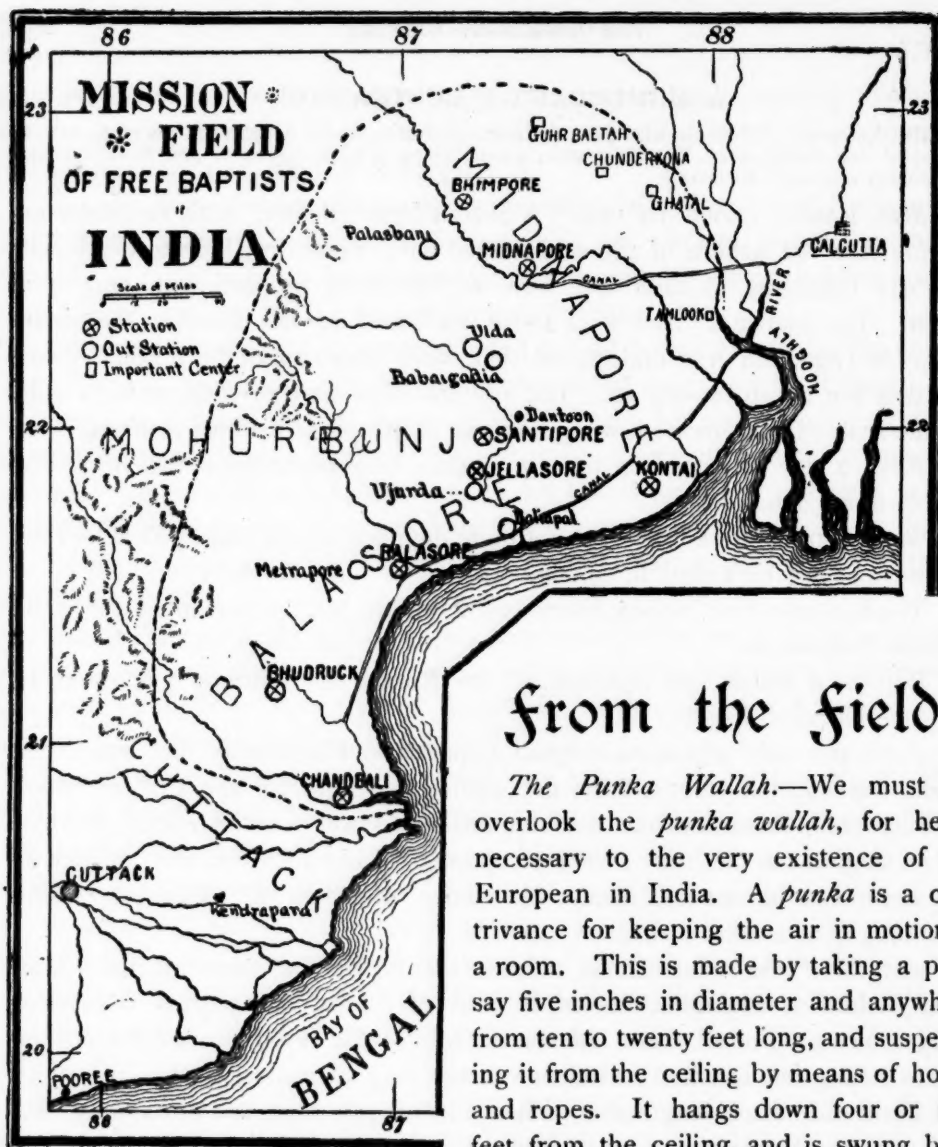 86 87 88
23 23
MISSION
FIELD
OF FREE BAPTISTS
IN
INDIA
Scale of Miles
Station
Out Station
Important Center
GUHR BAETAH
CHUNDERKONA
GHATAL
BHIMPORE
Palasbani
MIDNAPORE
CANAL
CALCUTTA
TAMLOOK
RIVER
HOOGHLY
MIDNAPORE
Babaigadia
Dantoon
22 22
SANTIPORE
MOHURBUNJ
JELLASORE
KONTAI
Ujurda
CANAL
BALASORE
Metrapore
BALASORE
BHUDRUCK
21
CHANDBALI
CUTTACK
CUTTACK
Kendrapara
20
BAY OF
BENGAL
POOREE
86 87
From the Field
The Punka Wallah.—We must
overlook the punka wallah, for he
necessary to the very existence of
European in India. A punka is a c
trivance for keeping the air in motion
a room. This is made by taking a p
say five inches in diameter and anywh
from ten to twenty feet long, and suspe
ing it from the ceiling by means of ho
and ropes. It hangs down four or
feet from the ceiling and is swung b